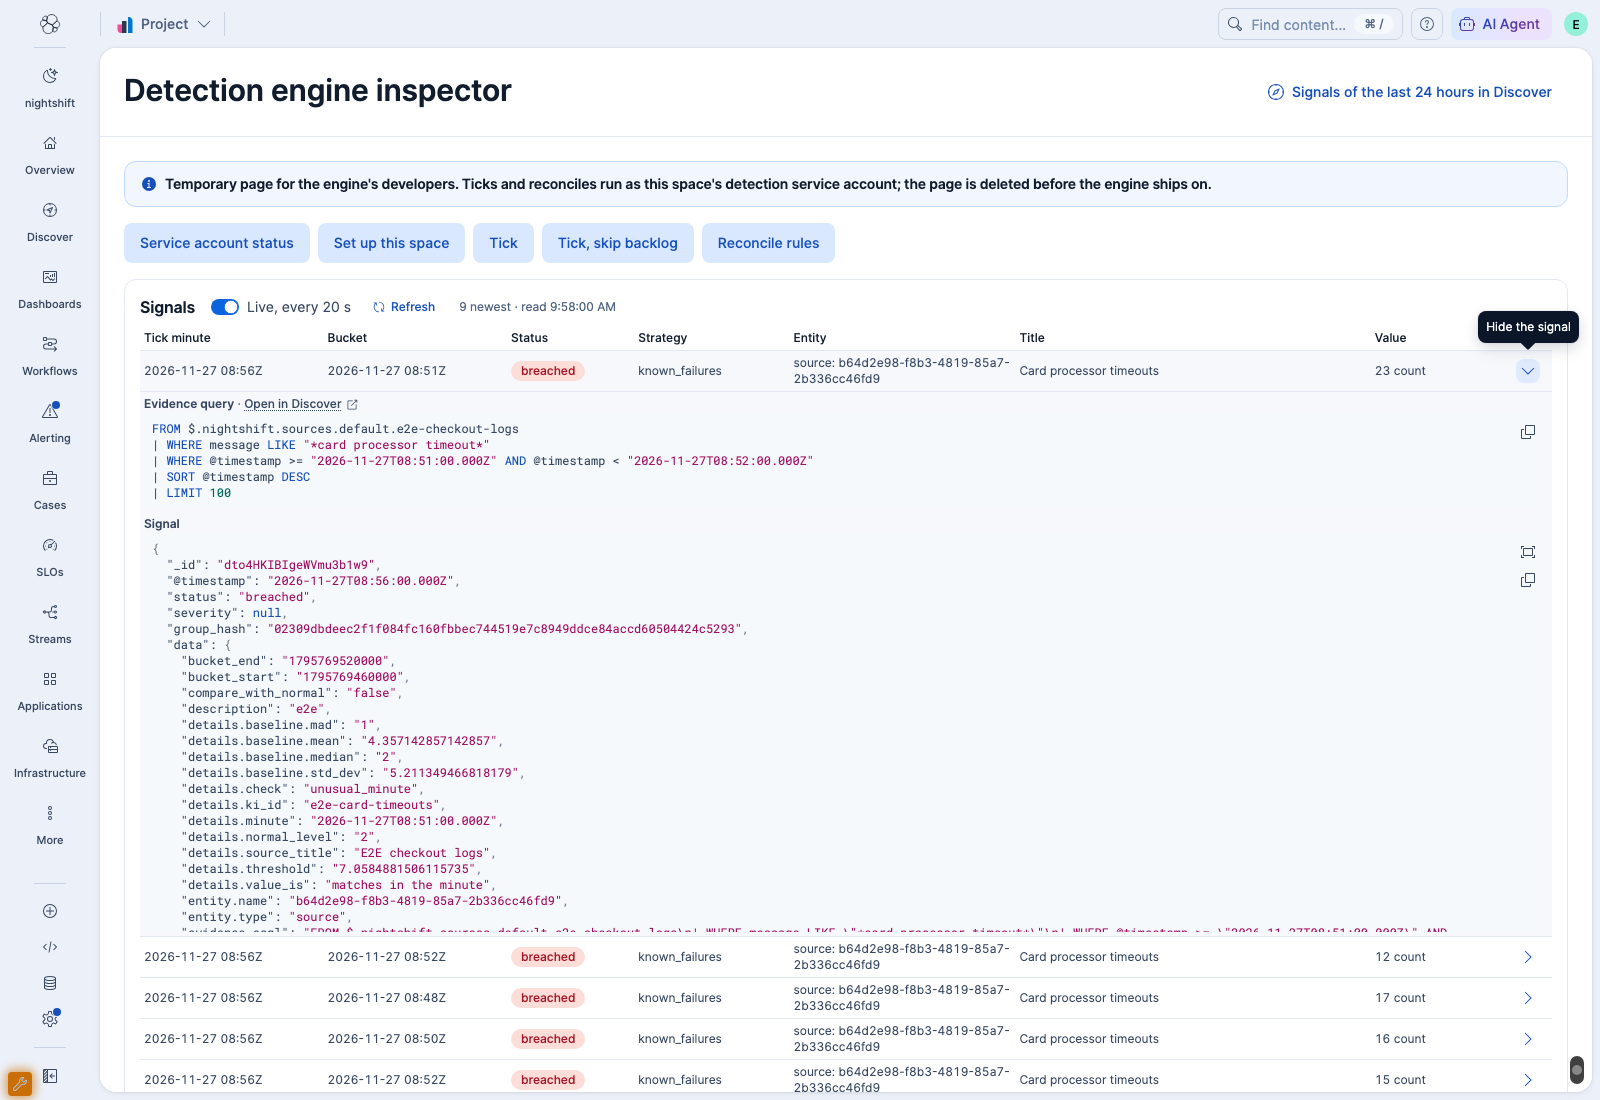 Project
Find content... ⌘ /
AI Agent
E
nightshift
Overview
Discover
Dashboards
Workflows
Alerting
Cases
SLOs
Streams
Applications
Infrastructure
More
Detection engine inspector
Signals of the last 24 hours in Discover
Temporary page for the engine's developers. Ticks and reconciles run as this space's detection service account; the page is deleted before the engine ships on.
Service account status
Set up this space
Tick
Tick, skip backlog
Reconcile rules
Signals
Live, every 20 s
Refresh
9 newest · read 9:58:00 AM
Hide the signal
Tick minute Bucket Status Strategy Entity Title Value
2026-11-27 08:56Z 2026-11-27 08:51Z breached known_failures source: b64d2e98-f8b3-4819-85a7-2b336cc46fd9 Card processor timeouts 23 count
Evidence query · Open in Discover
FROM $.nightshift.sources.default.e2e-checkout-logs
| WHERE message LIKE "*card processor timeout*"
| WHERE @timestamp >= "2026-11-27T08:51:00.000Z" AND @timestamp < "2026-11-27T08:52:00.000Z"
| SORT @timestamp DESC
| LIMIT 100
Signal
{
"_id": "dto4HKIBIgeWVmu3b1w9",
"@timestamp": "2026-11-27T08:56:00.000Z",
"status": "breached",
"severity": null,
"group_hash": "02309dbdeec2f1f084fc160fbbec744519e7c8949ddce84accd60504424c5293",
"data": {
"bucket_end": "1795769520000",
"bucket_start": "1795769460000",
"compare_with_normal": "false",
"description": "e2e",
"details.baseline.mad": "1",
"details.baseline.mean": "4.357142857142857",
"details.baseline.median": "2",
"details.baseline.std_dev": "5.211349466818179",
"details.check": "unusual_minute",
"details.ki_id": "e2e-card-timeouts",
"details.minute": "2026-11-27T08:51:00.000Z",
"details.normal_level": "2",
"details.source_title": "E2E checkout logs",
"details.threshold": "7.0584881506115735",
"details.value_is": "matches in the minute",
"entity.name": "b64d2e98-f8b3-4819-85a7-2b336cc46fd9",
"entity.type": "source",
2026-11-27 08:56Z 2026-11-27 08:52Z breached known_failures source: b64d2e98-f8b3-4819-85a7-2b336cc46fd9 Card processor timeouts 12 count
2026-11-27 08:56Z 2026-11-27 08:48Z breached known_failures source: b64d2e98-f8b3-4819-85a7-2b336cc46fd9 Card processor timeouts 17 count
2026-11-27 08:56Z 2026-11-27 08:50Z breached known_failures source: b64d2e98-f8b3-4819-85a7-2b336cc46fd9 Card processor timeouts 16 count
2026-11-27 08:56Z 2026-11-27 08:52Z breached known_failures source: b64d2e98-f8b3-4819-85a7-2b336cc46fd9 Card processor timeouts 15 count